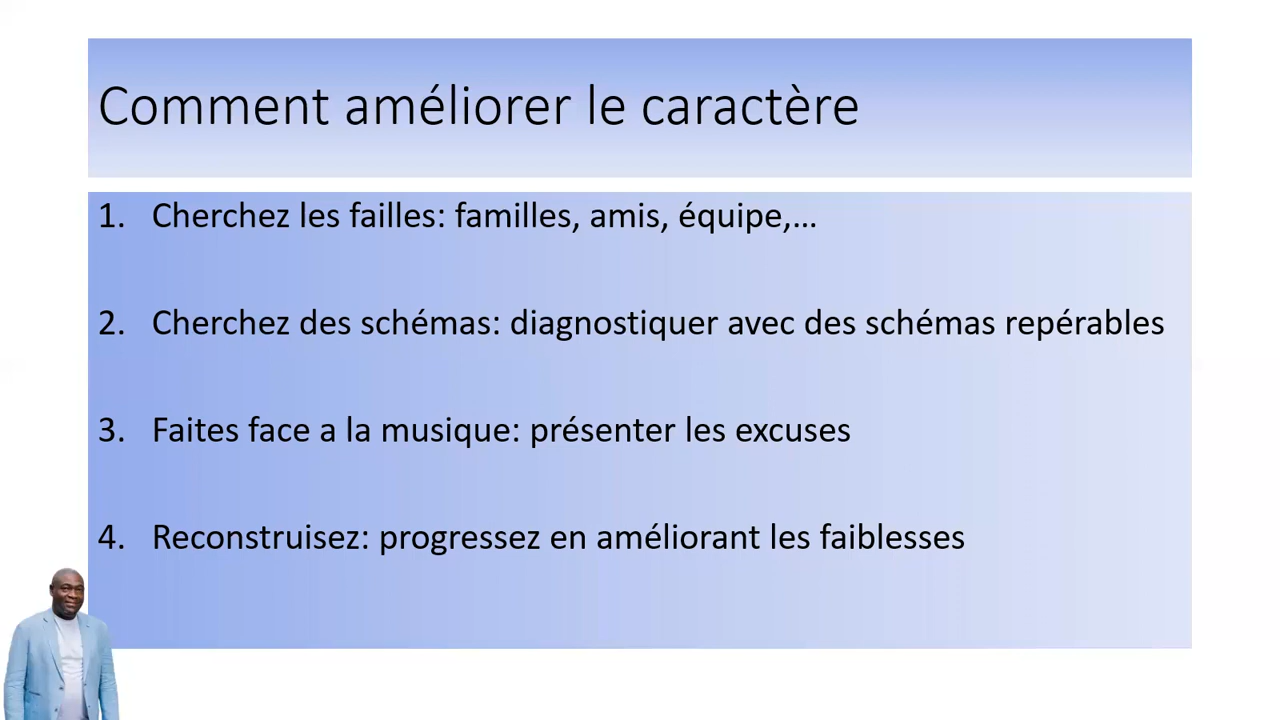 Comment améliorer le caractère
1. Cherchez les failles: familles, amis, équipe,...
2. Cherchez des schémas: diagnostiquer avec des schémas repérables
3. Faites face a la musique: présenter les excuses
4. Reconstruisez: progressez en améliorant les faiblesses